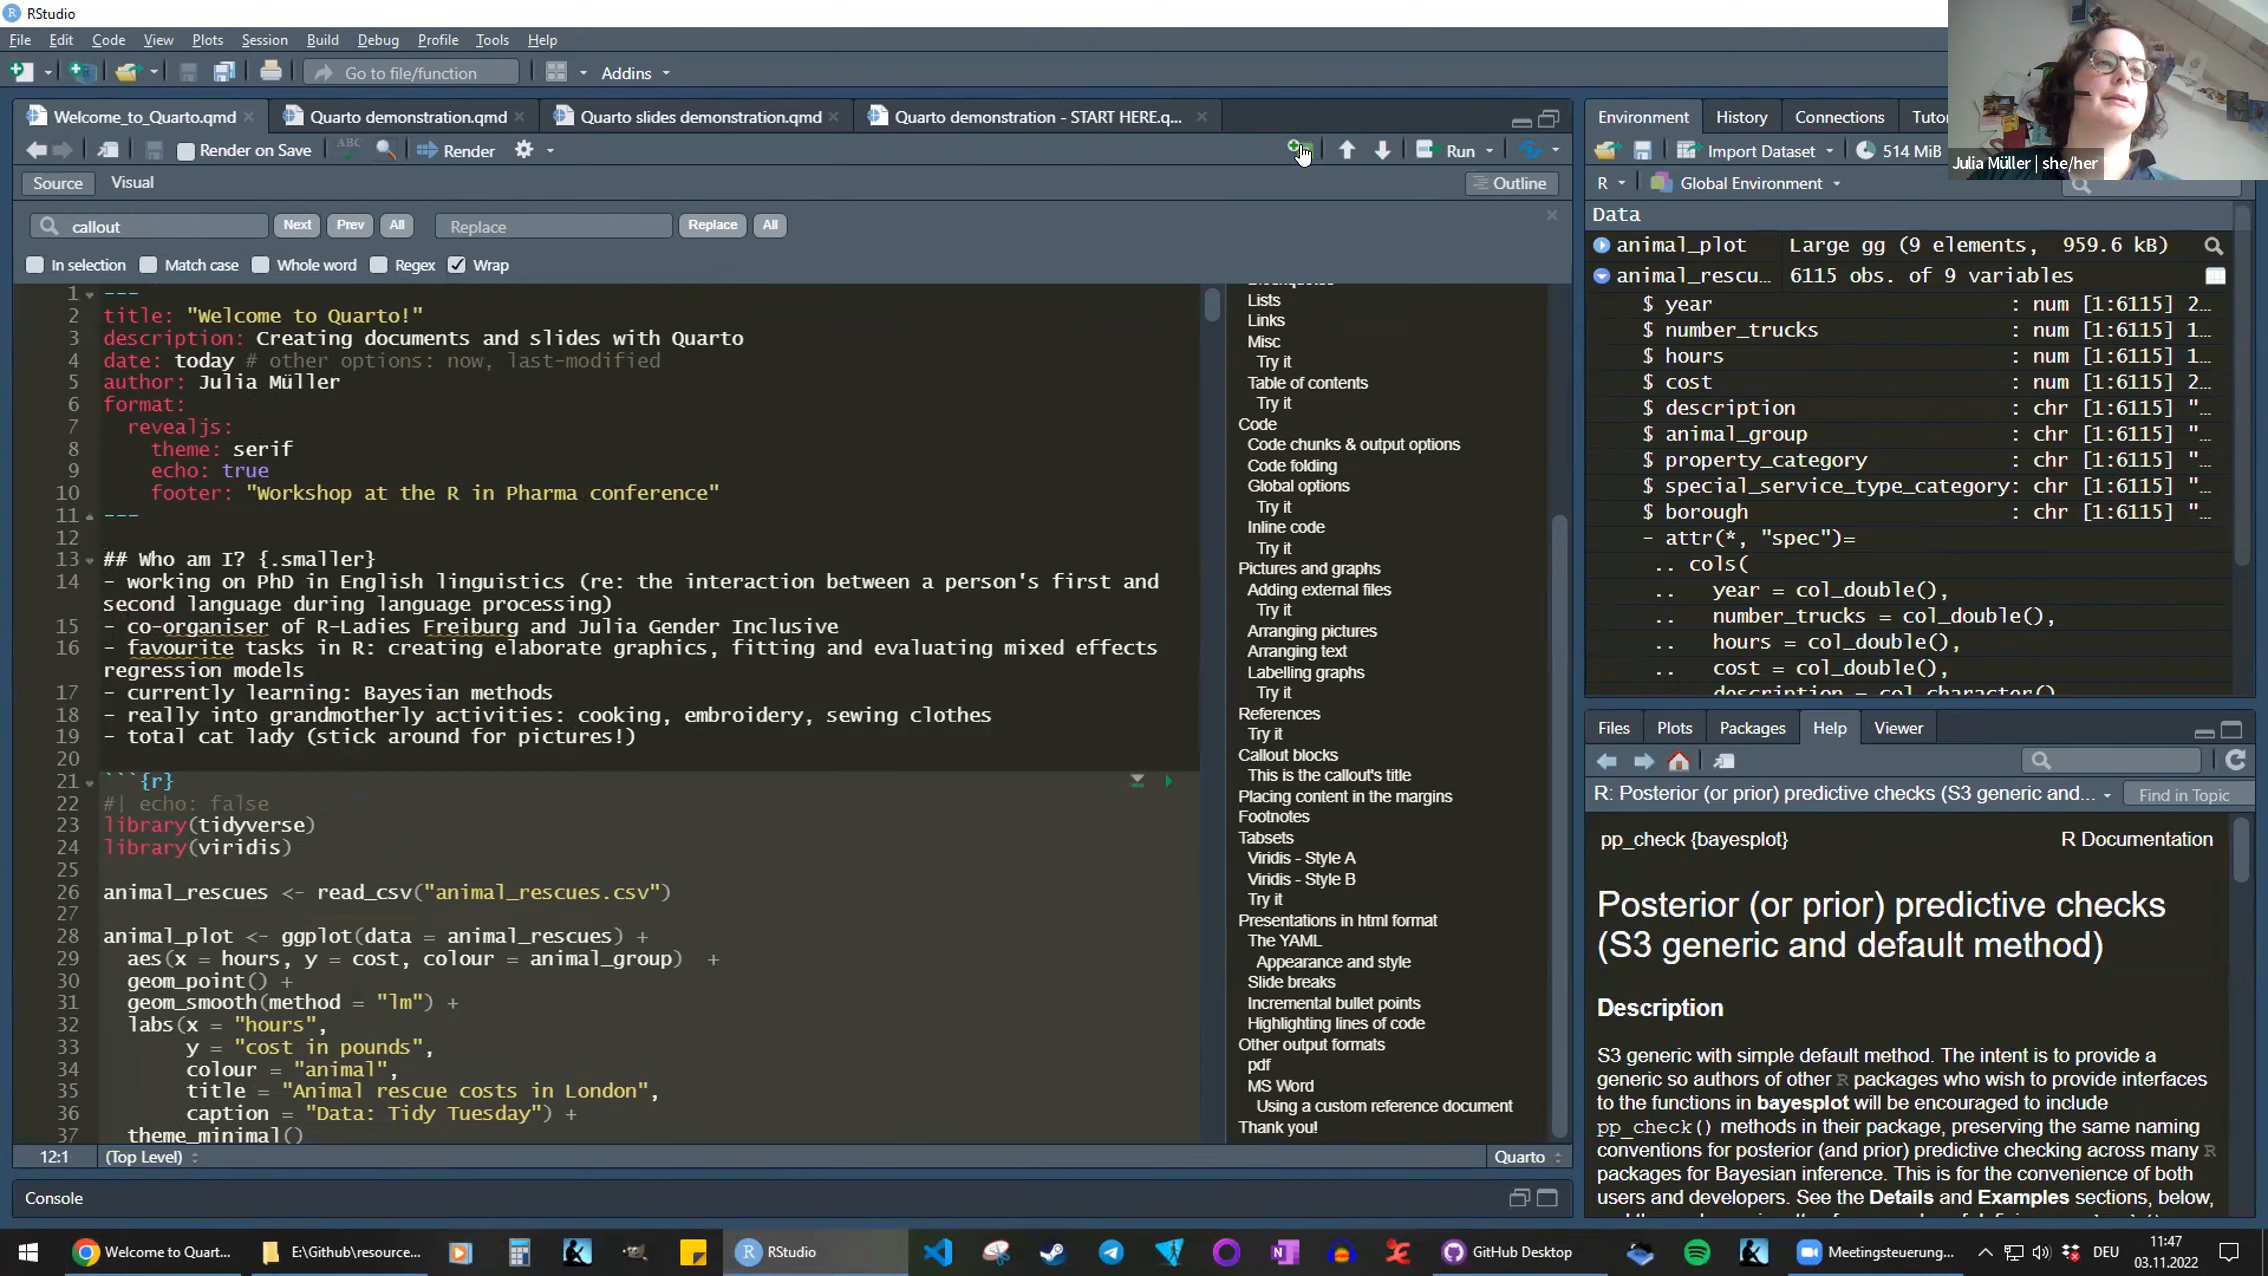 RStudio
File Edit Code View Plots Session Build Debug Profile Tools Help
Go to file/function Addins
Welcome_to_Quarto.qmd Quarto demonstration.qmd Quarto slides demonstration.qmd Quarto demonstration - START HERE.q...
Render on Save ABC Render Run
Source Visual Outline
callout Next Prev All Replace Replace All
In selection Match case Whole word Regex Wrap
1 ---
2 title: "Welcome to Quarto!"
3 description: Creating documents and slides with Quarto
4 date: today # other options: now, last-modified
5 author: Julia Müller
6 format:
7 revealjs:
8 theme: serif
9 echo: true
10 footer: "Workshop at the R in Pharma conference"
11 ---
12
13 ## Who am I? {.smaller}
14 - working on PhD in English linguistics (re: the interaction between a person's first and
second language during language processing)
15 - co-organiser of R-Ladies Freiburg and Julia Gender Inclusive
16 - favourite tasks in R: creating elaborate graphics, fitting and evaluating mixed effects
regression models
17 - currently learning: Bayesian methods
18 - really into grandmotherly activities: cooking, embroidery, sewing clothes
19 - total cat lady (stick around for pictures!)
20
21 ```{r}
22 #| echo: false
23 library(tidyverse)
24 library(viridis)
25
26 animal_rescues <- read_csv("animal_rescues.csv")
27
28 animal_plot <- ggplot(data = animal_rescues) +
29 aes(x = hours, y = cost, colour = animal_group) +
30 geom_point() +
31 geom_smooth(method = "lm") +
32 labs(x = "hours",
33 y = "cost in pounds",
34 colour = "animal",
35 title = "Animal rescue costs in London",
36 caption = "Data: Tidy Tuesday") +
37 theme_minimal()
12:1 (Top Level) Quarto
Console
Blockquotes
Lists
Links
Misc
Try it
Table of contents
Try it
Code
Code chunks & output options
Code folding
Global options
Try it
Inline code
Try it
Pictures and graphs
Adding external files
Try it
Arranging pictures
Arranging text
Labelling graphs
Try it
References
Try it
Callout blocks
This is the callout's title
Placing content in the margins
Footnotes
Tabsets
Viridis - Style A
Viridis - Style B
Try it
Presentations in html format
The YAML
Appearance and style
Slide breaks
Incremental bullet points
Highlighting lines of code
Other output formats
pdf
MS Word
Using a custom reference document
Thank you!
Environment History Connections
Import Dataset 514 MiB
Julia Müller | she/her
R Global Environment
Data
animal_plot Large gg (9 elements, 959.6 kB)
animal_rescu… 6115 obs. of 9 variables
$ year : num [1:6115] 2…
$ number_trucks : num [1:6115] 1…
$ hours : num [1:6115] 1…
$ cost : num [1:6115] 2…
$ description : chr [1:6115] "…
$ animal_group : chr [1:6115] "…
$ property_category : chr [1:6115] "…
$ special_service_type_category: chr [1:6115] "…
$ borough : chr [1:6115] "…
- attr(*, "spec")=
.. cols(
.. year = col_double(),
.. number_trucks = col_double(),
.. hours = col_double(),
.. cost = col_double(),
.. description = col_character()
Files Plots Packages Help Viewer
R: Posterior (or prior) predictive checks (S3 generic and... Find in Topic
pp_check {bayesplot} R Documentation
Posterior (or prior) predictive checks
(S3 generic and default method)
Description
S3 generic with simple default method. The intent is to provide a
generic so authors of other R packages who wish to provide interfaces
to the functions in bayesplot will be encouraged to include
pp_check() methods in their package, preserving the same naming
conventions for posterior (and prior) predictive checking across many R
packages for Bayesian inference. This is for the convenience of both
users and developers. See the Details and Examples sections, below,
Welcome to Quart... E:\Github\resource... RStudio GitHub Desktop Meetingsteuerung... DEU 11:47
03.11.2022